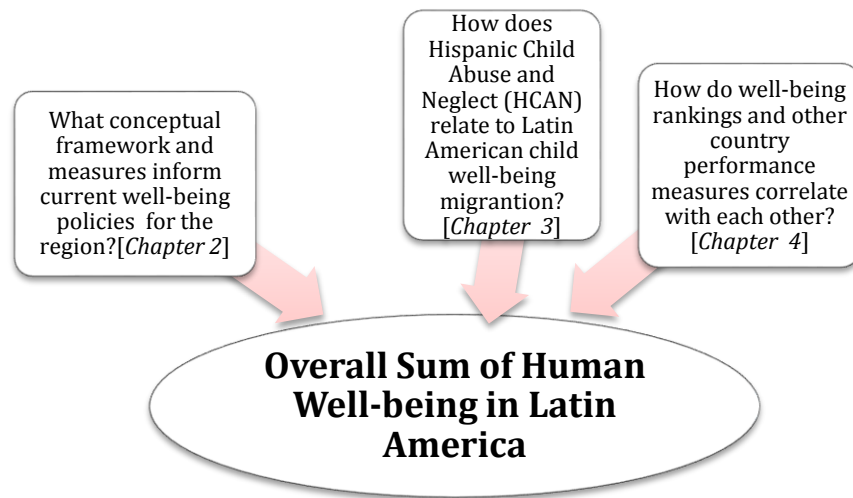 What conceptual
framework and
measures inform
current well-being
policies  for the
region?[Chapter 2]
How does
Hispanic Child
Abuse and
Neglect (HCAN)
relate to Latin
American child
well-being
migrantion?
[Chapter  3]
How do well-being
rankings and other
country
performance
measures correlate
with each other?
[Chapter  4]
Overall Sum of Human
Well-being in Latin
America